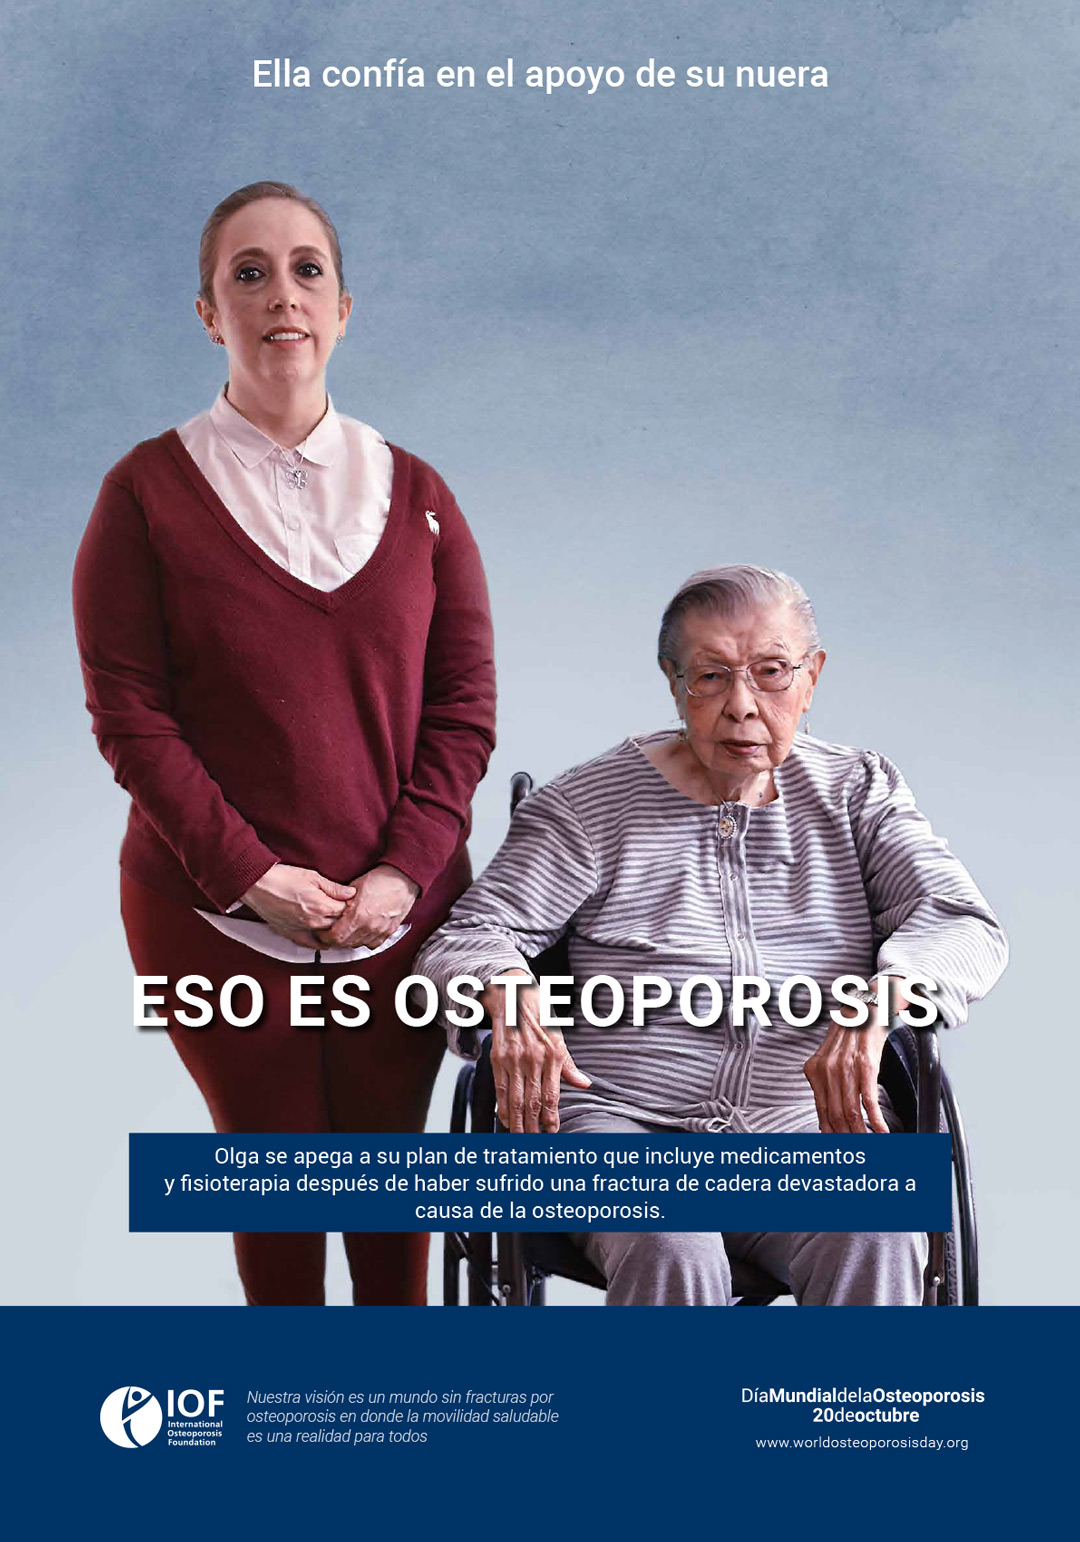 Ella confía en el apoyo de su nuera
ESO ES OSTEOPOROSIS
Olga se apega a su plan de tratamiento que incluye medicamentos
y fisioterapia después de haber sufrido una fractura de cadera devastadora a
causa de la osteoporosis.
IOF
International
Osteoporosis
Foundation
Nuestra visión es un mundo sin fracturas por
osteoporosis en donde la movilidad saludable
es una realidad para todos
DíaMundialdelaOsteoporosis
20deoctubre
www.worldosteoporosisday.org